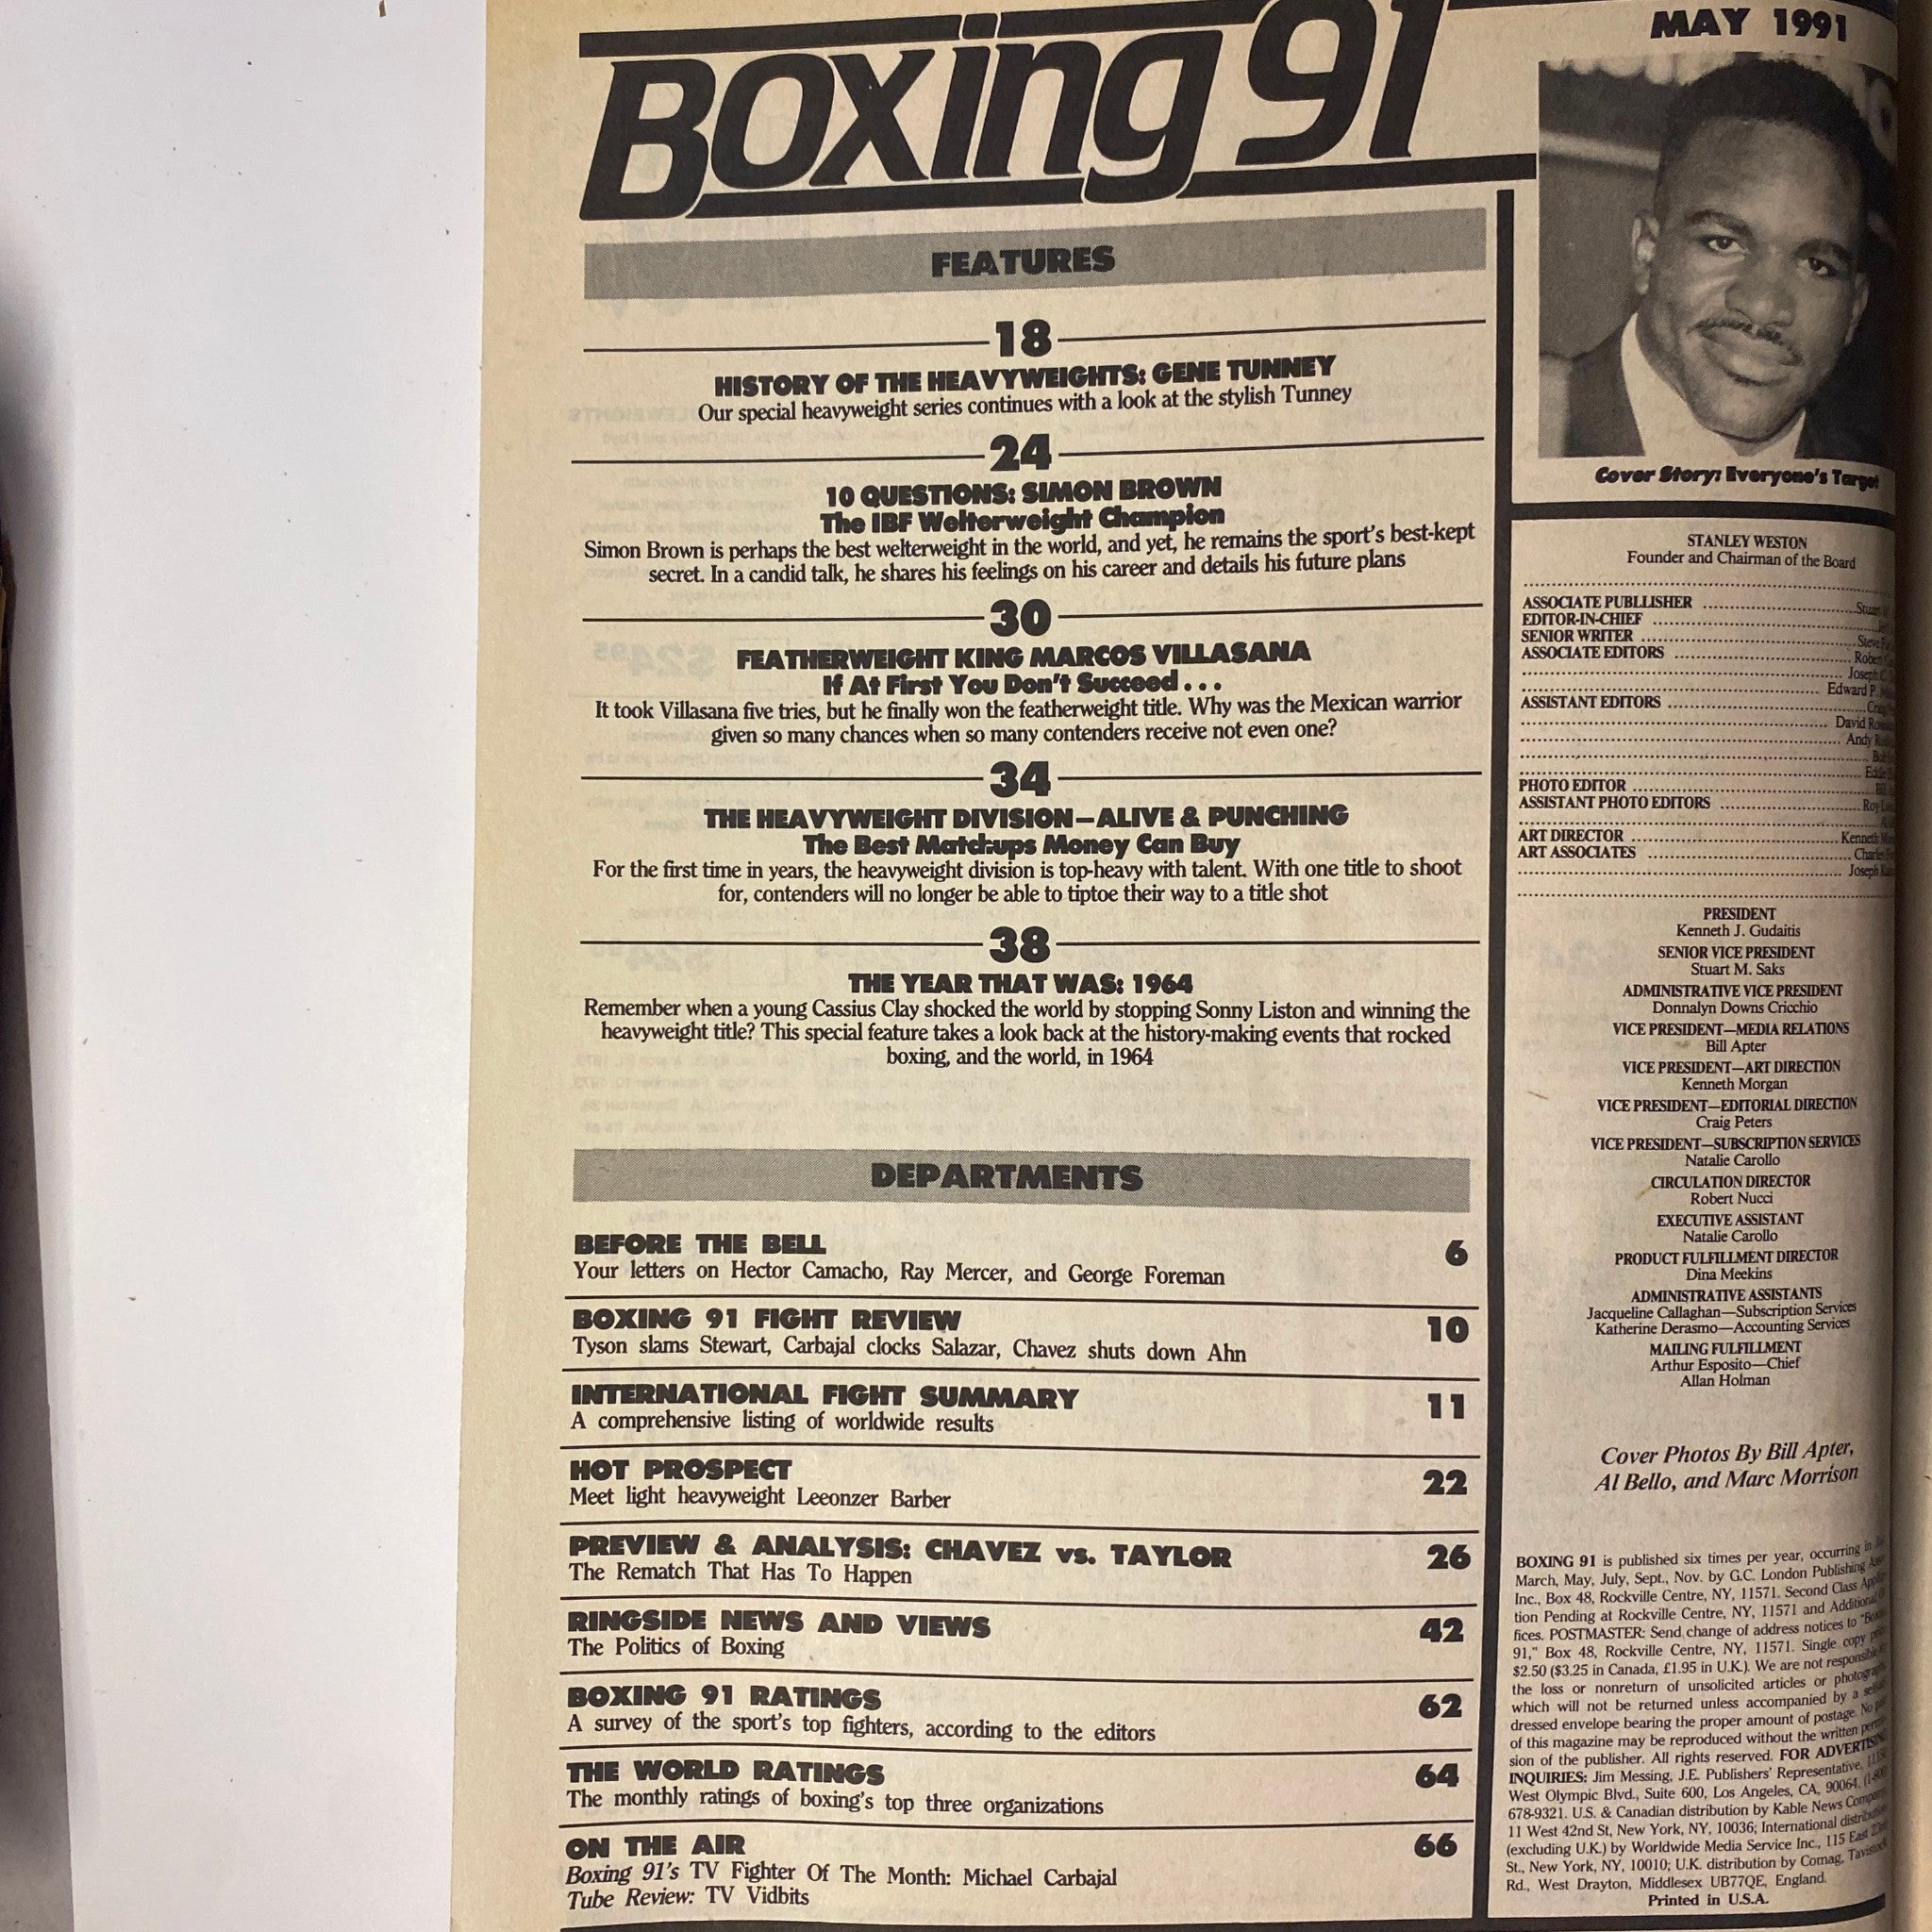 Boxing 91
MAY 1991
FEATURES
18
HISTORY OF THE HEAVYWEIGHTS: GENE TUNNEY
Our special heavyweight series continues with a look at the stylish Tunney
24
10 QUESTIONS: SIMON BROWN
The IBF Welterweight Champion
Simon Brown is perhaps the best welterweight in the world, and yet, he remains the sport's best-kept
secret. In a candid talk, he shares his feelings on his career and details his future plans
30
FEATHERWEIGHT KING MARCOS VILLASANA
If At First You Don't Succeed . . .
It took Villasana five tries, but he finally won the featherweight title. Why was the Mexican warrior
given so many chances when so many contenders receive not even one?
34
THE HEAVYWEIGHT DIVISION—ALIVE & PUNCHING
The Best Matchups Money Can Buy
For the first time in years, the heavyweight division is top-heavy with talent. With one title to shoot
for, contenders will no longer be able to tiptoe their way to a title shot
38
THE YEAR THAT WAS: 1964
Remember when a young Cassius Clay shocked the world by stopping Sonny Liston and winning the
heavyweight title? This special feature takes a look back at the history-making events that rocked
boxing, and the world, in 1964
DEPARTMENTS
BEFORE THE BELL 6
Your letters on Hector Camacho, Ray Mercer, and George Foreman
BOXING 91 FIGHT REVIEW 10
Tyson slams Stewart, Carbajal clocks Salazar, Chavez shuts down Ahn
INTERNATIONAL FIGHT SUMMARY 11
A comprehensive listing of worldwide results
HOT PROSPECT 22
Meet light heavyweight Leeonzer Barber
PREVIEW & ANALYSIS: CHAVEZ vs. TAYLOR 26
The Rematch That Has To Happen
RINGSIDE NEWS AND VIEWS 42
The Politics of Boxing
BOXING 91 RATINGS 62
A survey of the sport's top fighters, according to the editors
THE WORLD RATINGS 64
The monthly ratings of boxing's top three organizations
ON THE AIR 66
Boxing 91's TV Fighter Of The Month: Michael Carbajal
Tube Review: TV Vidbits
Cover Story: Everyone's Target
STANLEY WESTON
Founder and Chairman of the Board
ASSOCIATE PUBLLISHER
EDITOR-IN-CHIEF
SENIOR WRITER Steve
ASSOCIATE EDITORS
Joseph
Edward P.
ASSISTANT EDITORS
David
Andy
PHOTO EDITOR
ASSISTANT PHOTO EDITORS Roy
ART DIRECTOR Kenneth
ART ASSOCIATES
Joseph
PRESIDENT
Kenneth J. Gudaitis
SENIOR VICE PRESIDENT
Stuart M. Saks
ADMINISTRATIVE VICE PRESIDENT
Donnalyn Downs Cricchio
VICE PRESIDENT—MEDIA RELATIONS
Bill Apter
VICE PRESIDENT—ART DIRECTION
Kenneth Morgan
VICE PRESIDENT—EDITORIAL DIRECTION
Craig Peters
VICE PRESIDENT—SUBSCRIPTION SERVICES
Natalie Carollo
CIRCULATION DIRECTOR
Robert Nucci
EXECUTIVE ASSISTANT
Natalie Carollo
PRODUCT FULFILLMENT DIRECTOR
Dina Meekins
ADMINISTRATIVE ASSISTANTS
Jacqueline Callaghan—Subscription Services
Katherine Derasmo—Accounting Services
MAILING FULFILLMENT
Arthur Esposito—Chief
Allan Holman
Cover Photos By Bill Apter,
Al Bello, and Marc Morrison
BOXING 91 is published six times per year, occurring in
March, May, July, Sept., Nov. by G.C. London Publishing
Inc., Box 48, Rockville Centre, NY, 11571. Second Class
tion Pending at Rockville Centre, NY, 11571 and Additional
fices. POSTMASTER: Send change of address notices to
91," Box 48, Rockville Centre, NY, 11571. Single copy
$2.50 ($3.25 in Canada, £1.95 in U.K.). We are not responsible
the loss or nonreturn of unsolicited articles or
which will not be returned unless accompanied by a
dressed envelope bearing the proper amount of postage. No
of this magazine may be reproduced without the written
sion of the publisher. All rights reserved. FOR ADVERTISING
INQUIRIES: Jim Messing, J.E. Publishers' Representative,
West Olympic Blvd., Suite 600, Los Angeles, CA, 90064,
678-9321. U.S. & Canadian distribution by Kable News
11 West 42nd St, New York, NY, 10036; International
(excluding U.K.) by Worldwide Media Service Inc., 115 East
St., New York, NY, 10010; U.K. distribution by Comag,
Rd., West Drayton, Middlesex UB77QE, England.
Printed in U.S.A.